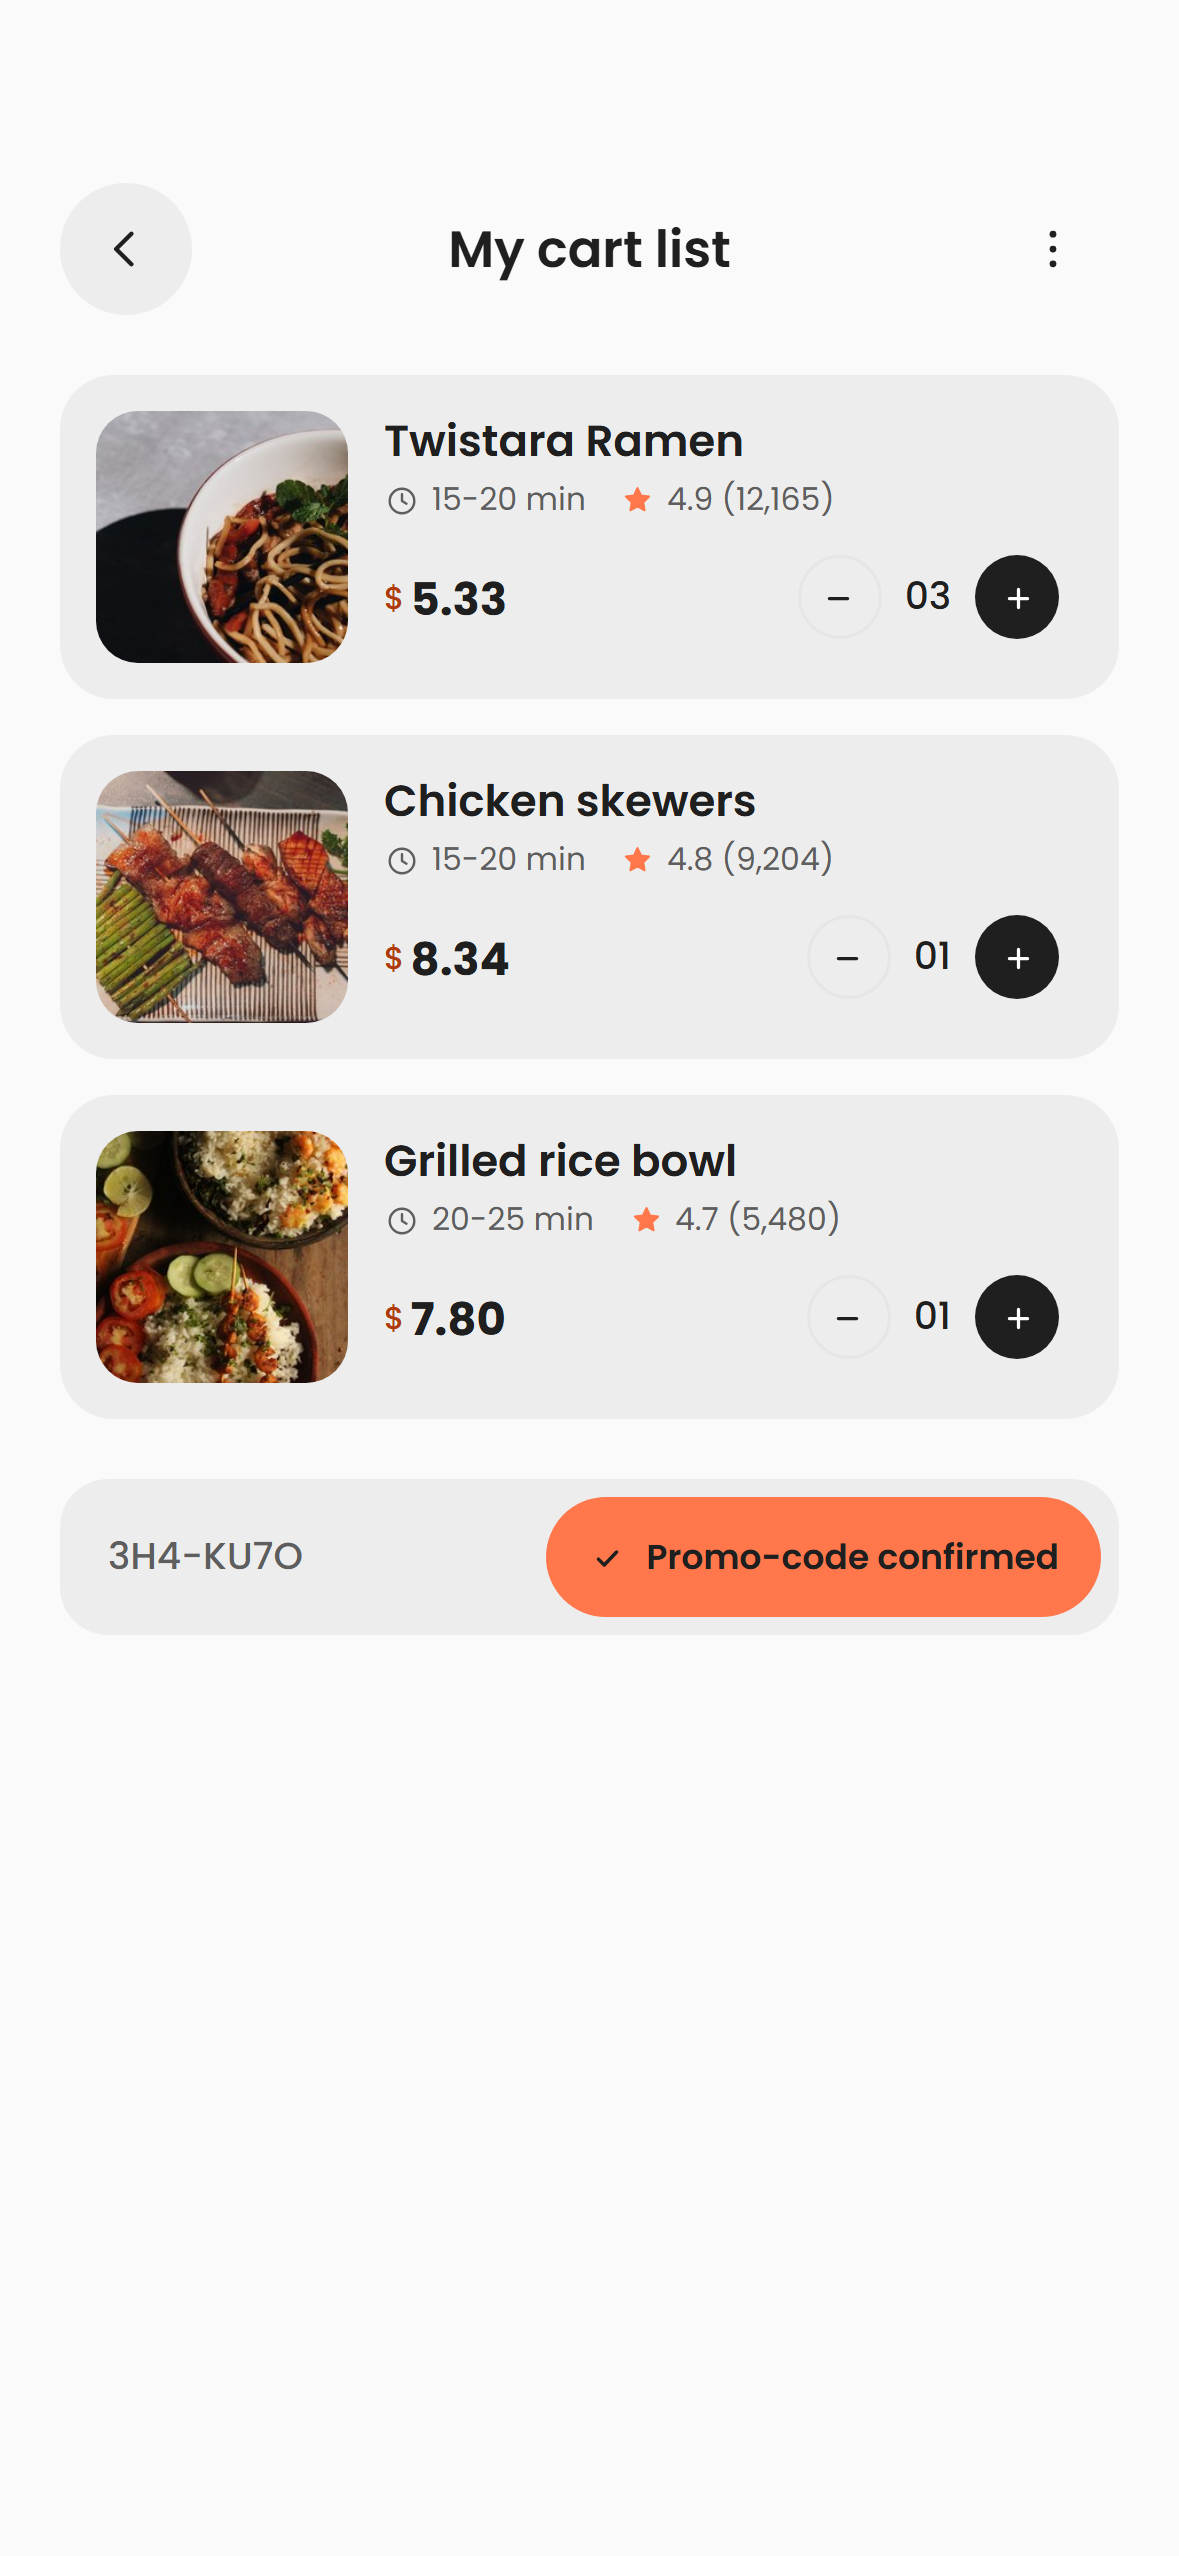 My cart list
Twistara Ramen
15-20 min 4.9 (12,165)
$ 5.33 − 03 +
Chicken skewers
15-20 min 4.8 (9,204)
$ 8.34 − 01 +
Grilled rice bowl
20-25 min 4.7 (5,480)
$ 7.80 − 01 +
3H4-KU7O Promo-code confirmed